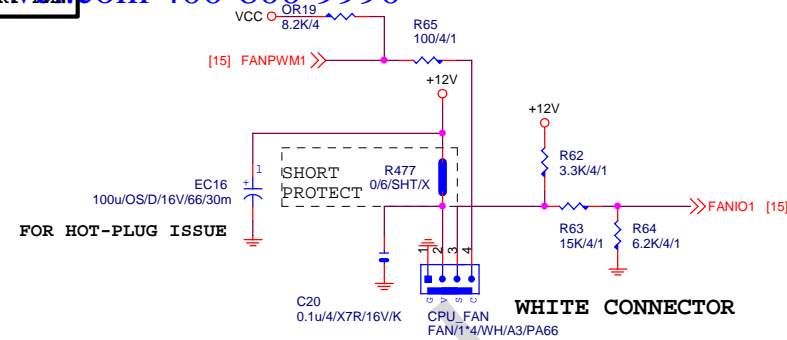 VCC
OR19
8.2K/4
R65
100/4/1
[15] FANPWM1
+12V
+12V
1
+
EC16
100u/OS/D/16V/66/30m
SHORT
PROTECT
R477
0/6/SHT/X
R62
3.3K/4/1
FANIO1 [15]
FOR HOT-PLUG ISSUE
R63
15K/4/1
R64
6.2K/4/1
1 2 3 4
G V S C
C20
0.1u/4/X7R/16V/K
CPU_FAN
FAN/1*4/WH/A3/PA66
WHITE CONNECTOR